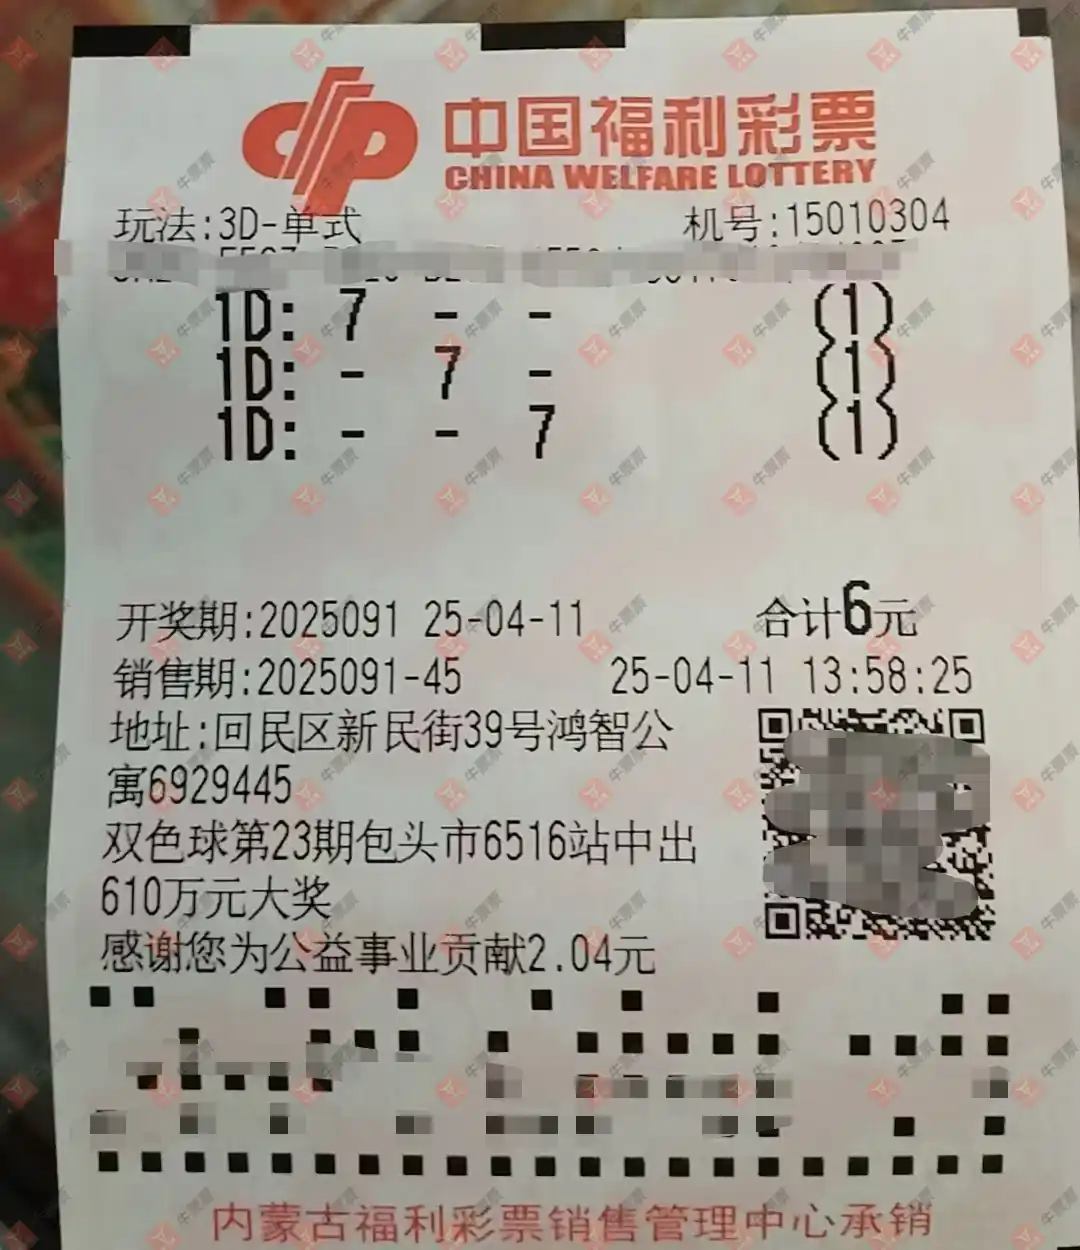 中国福利彩票
CHINA WELFARE LOTTERY
玩法:3D-单式 机号:15010304
1D: 7 - - (1)
1D: - 7 - (1)
1D: - - 7 (1)
开奖期:2025091 25-04-11 合计6元
销售期:2025091-45 25-04-11 13:58:25
地址:回民区新民街39号鸿智公
寓6929445
双色球第23期包头市6516站中出
610万元大奖
感谢您为公益事业贡献2.04元
内蒙古福利彩票销售管理中心承销
牛票票